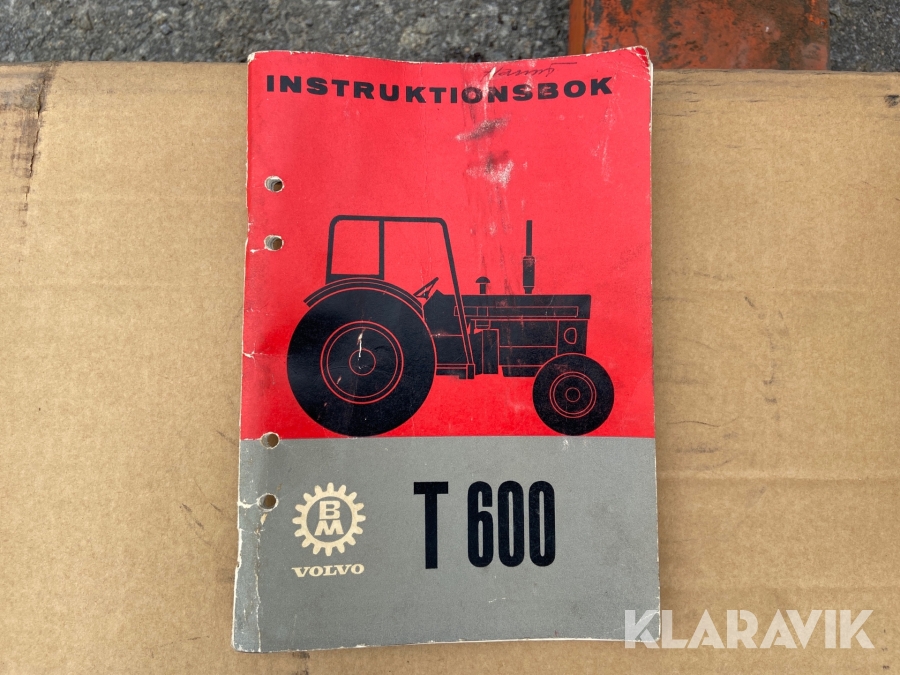 INSTRUKTIONSBOK
BM
VOLVO
T 600
KLARAVIK